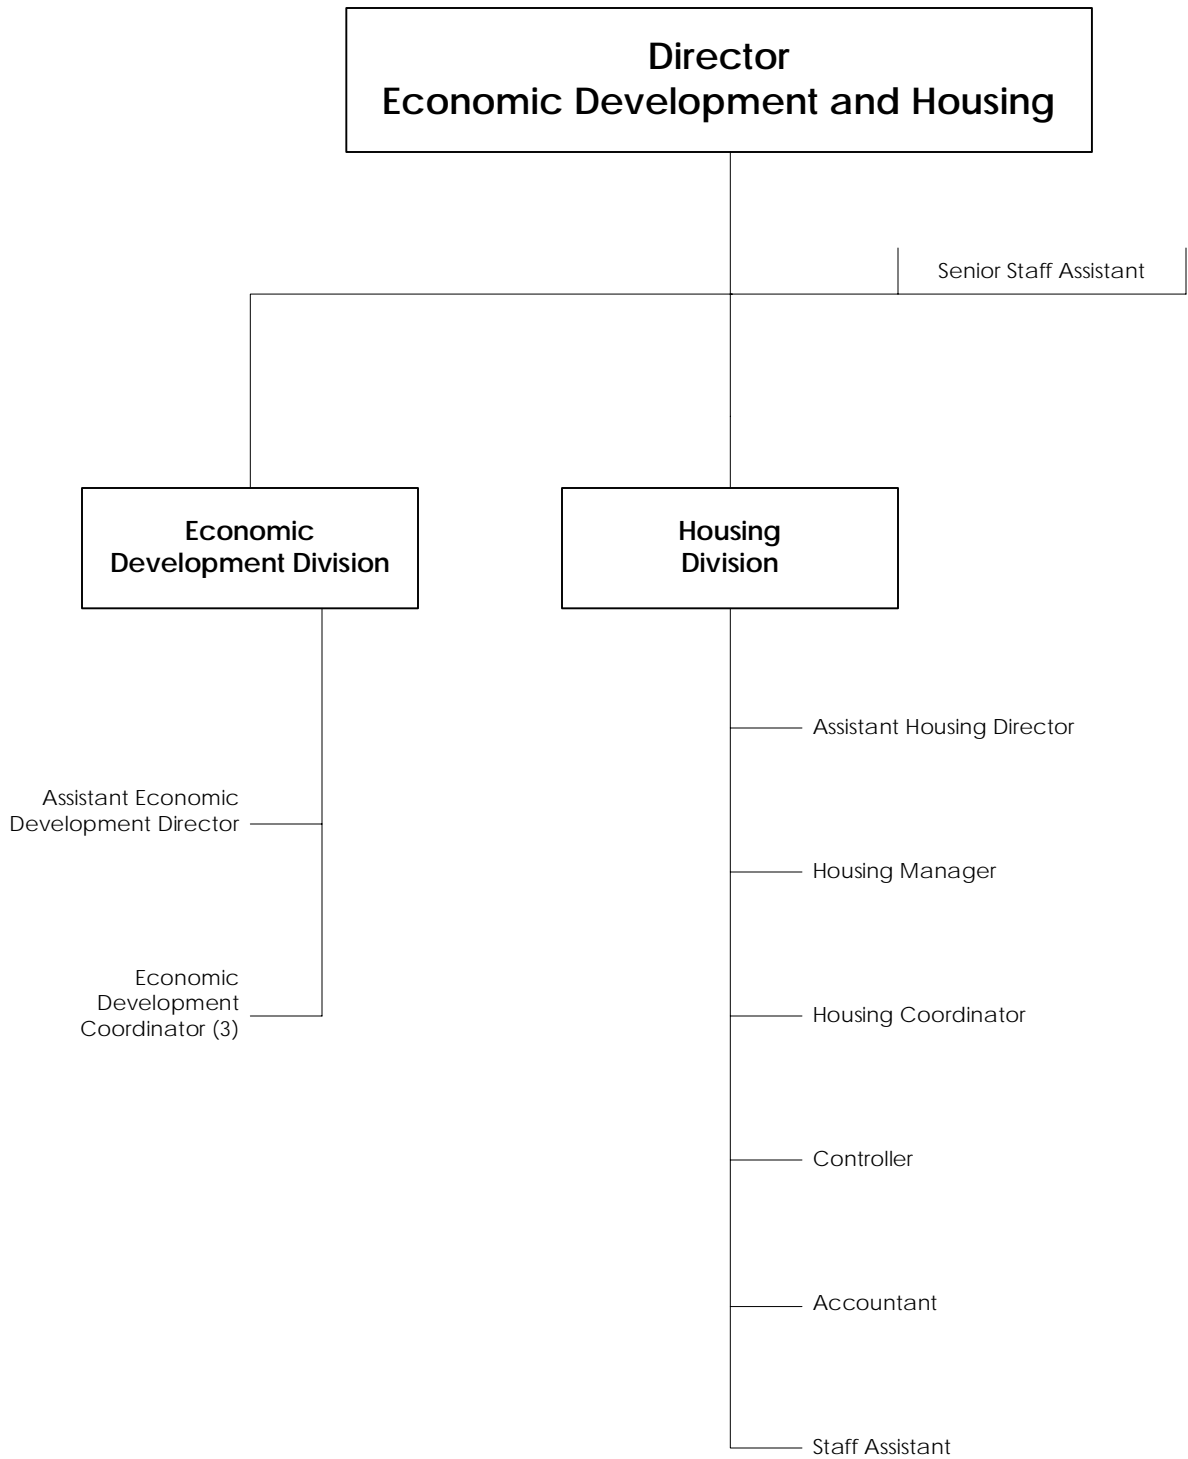 Director
Economic Development and Housing
Senior Staff Assistant
Economic
Development Division
Housing
Division
Assistant Economic
Development Director
Economic
Development
Coordinator (3)
Assistant Housing Director
Housing Manager
Housing Coordinator
Controller
Accountant
Staff Assistant